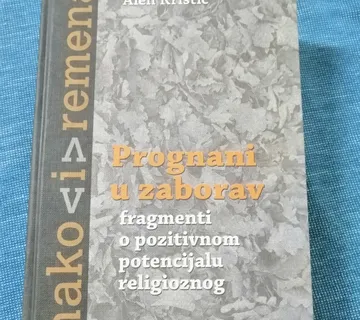 Alen Kristić
Prognani
u zaborav
fragmenti
o pozitivnom
potencijalu
religioznog
nako
i
remena